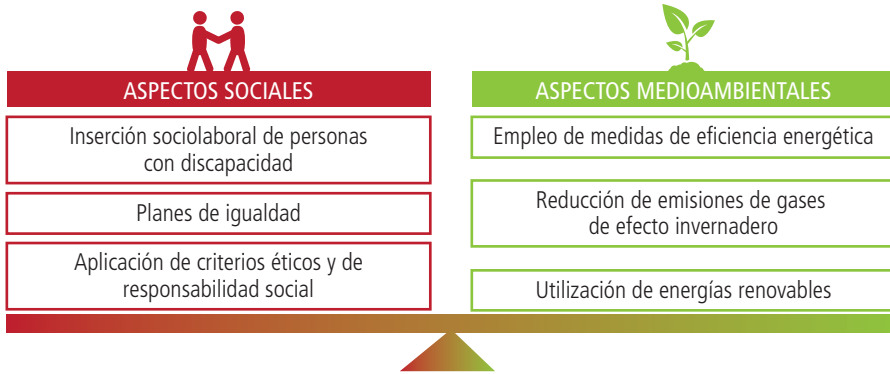 ASPECTOS SOCIALES
Inserción sociolaboral de personas
con discapacidad
Planes de igualdad
Aplicación de criterios éticos y de
responsabilidad social
ASPECTOS MEDIOAMBIENTALES
Empleo de medidas de eficiencia energética
Reducción de emisiones de gases
de efecto invernadero
Utilización de energías renovables